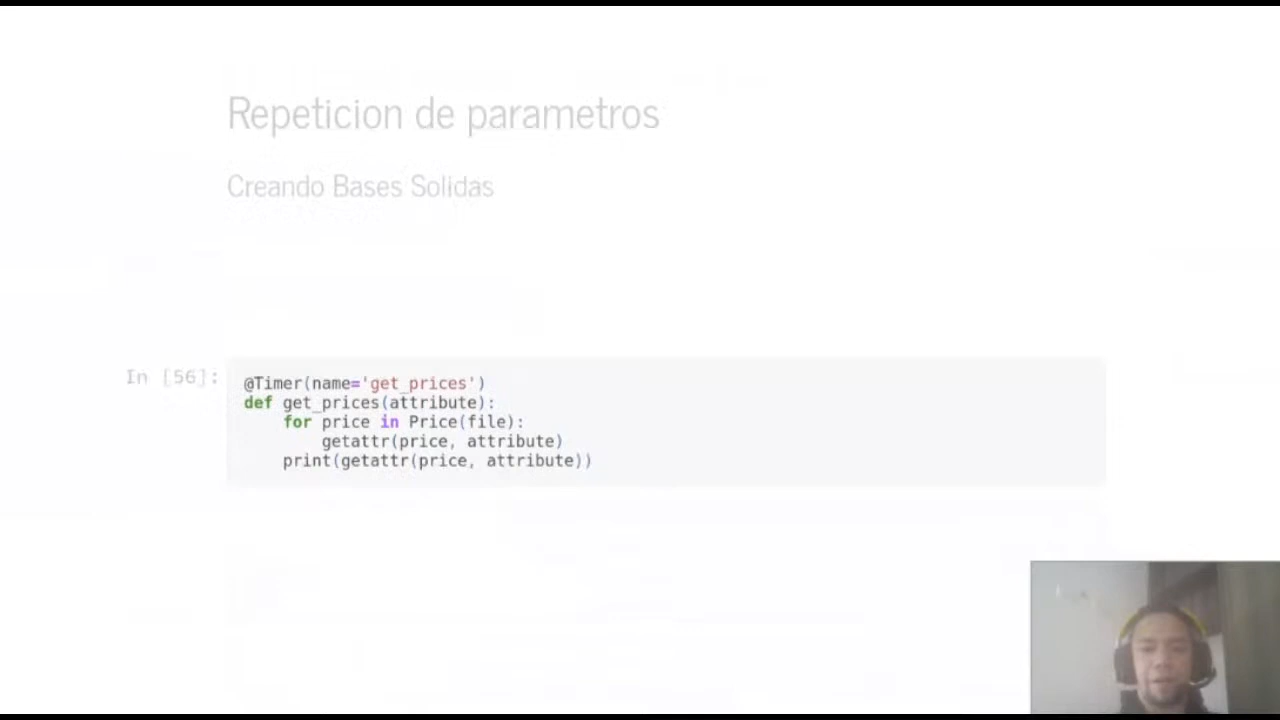 Repeticion de parametros
Creando Bases Solidas
In [56]:
@Timer(name='get_prices')
def get_prices(attribute):
    for price in Price(file):
        getattr(price, attribute)
    print(getattr(price, attribute))